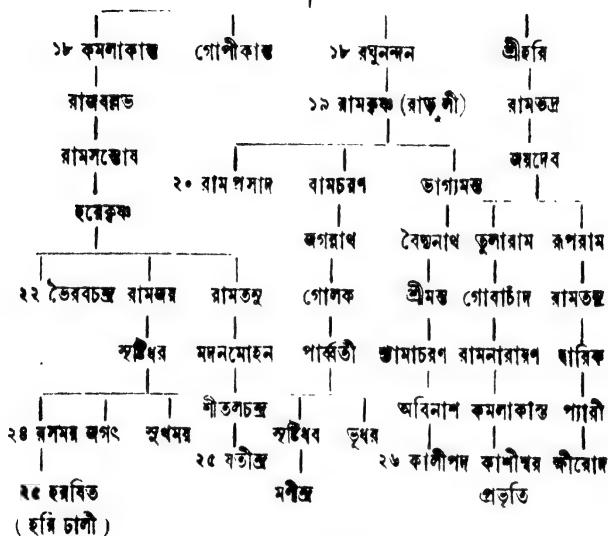 ১৮ কমলাকান্ত গোপীকান্ত ১৮ রঘুনন্দন শ্রীহরি
রাজবল্লভ ১৯ রামকৃষ্ণ (রাড়ুলী) রামভদ্র
রামসন্তোষ জয়দেব
২০ রামপ্রসাদ রামচরণ ভাগ্যমন্ত
হরেকৃষ্ণ
জগন্নাথ বৈদ্যনাথ তুলারাম রূপরাম
২২ ভৈরবচন্দ্র রামজয় রামতনু গোলক শ্রীমন্ত গোরাচাঁদ রামতনু
সৃষ্টিধর মদনমোহন পার্ব্বতী শ্যামাচরণ রামনারায়ণ দ্বারিক
শীতলচন্দ্র অবিনাশ কমলাকান্ত প্যারী
২৪ রসময় জগৎ সুখময় সৃষ্টিধর ভূধর
২৫ যতীন্দ্র ২৬ কালীপদ কাশীশ্বর ক্ষীরোদ
২৫ হরষিত মণীন্দ্র প্রভৃতি
( হরি ঢালী )